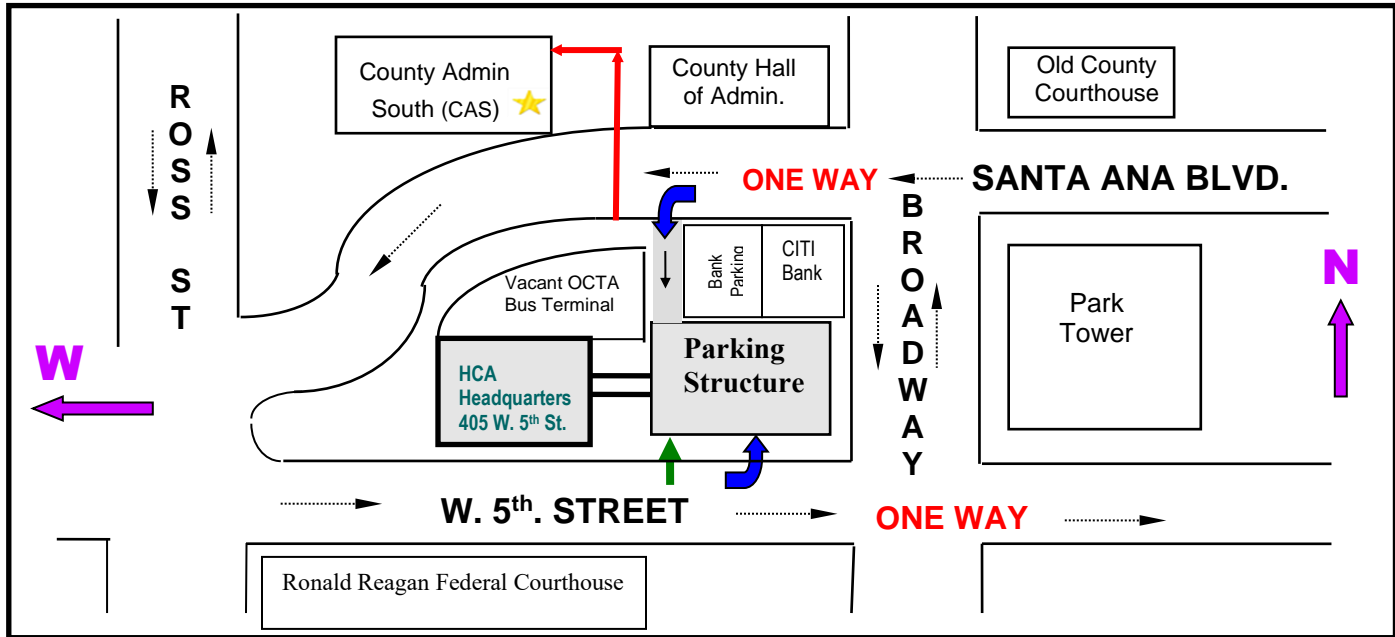 County Admin
South (CAS)
County Hall
of Admin.
Old County
Courthouse
ROSS ST
ONE WAY
SANTA ANA BLVD.
BROADWAY
Bank
Parking
CITI
Bank
Vacant OCTA
Bus Terminal
Park
Tower
N
W
Parking
Structure
HCA
Headquarters
405 W. 5th St.
W. 5th. STREET
ONE WAY
Ronald Reagan Federal Courthouse